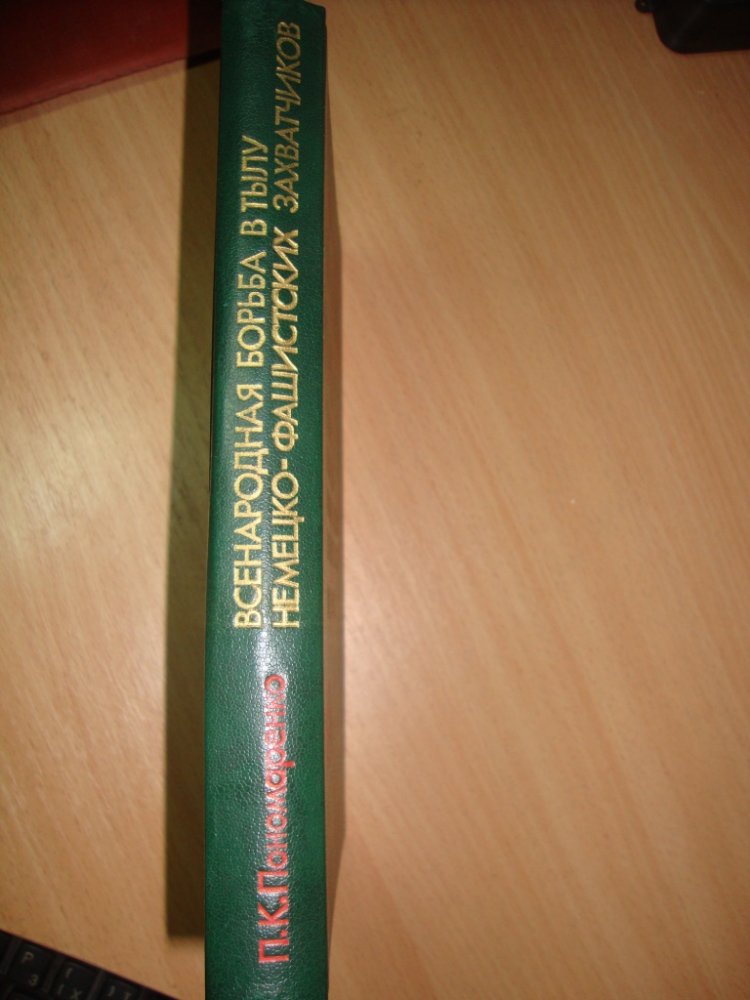 П.К.Пономаренко
ВСЕНАРОДНАЯ БОРЬБА В ТЫЛУ
НЕМЕЦКО-ФАШИСТСКИХ ЗАХВАТЧИКОВ